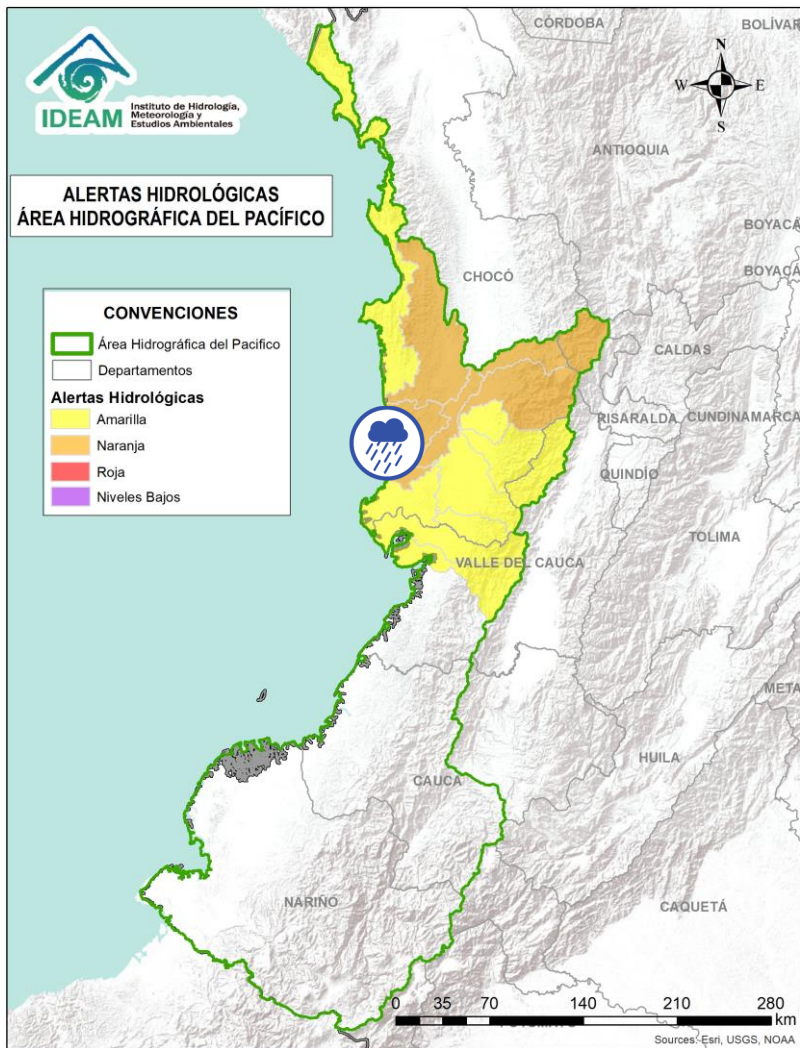 IDEAM
Instituto de Hidrología,
Meteorología y
Estudios Ambientales
ALERTAS HIDROLÓGICAS
ÁREA HIDROGRÁFICA DEL PACÍFICO
CONVENCIONES
Área Hidrográfica del Pacifico
Departamentos
Alertas Hidrológicas
Amarilla
Naranja
Roja
Niveles Bajos
N
W
E
S
CÓRDOBA
BOLÍVAR
ANTIOQUIA
BOYACÁ
BOYACÁ
CHOCÓ
CALDAS
RISARALDA
CUNDINAMARCA
QUINDÍO
TOLIMA
VALLE DEL CAUCA
META
HUILA
CAUCA
NARIÑO
CAQUETÁ
0 35 70 140 210 280
km
Sources: Esri, USGS, NOAA